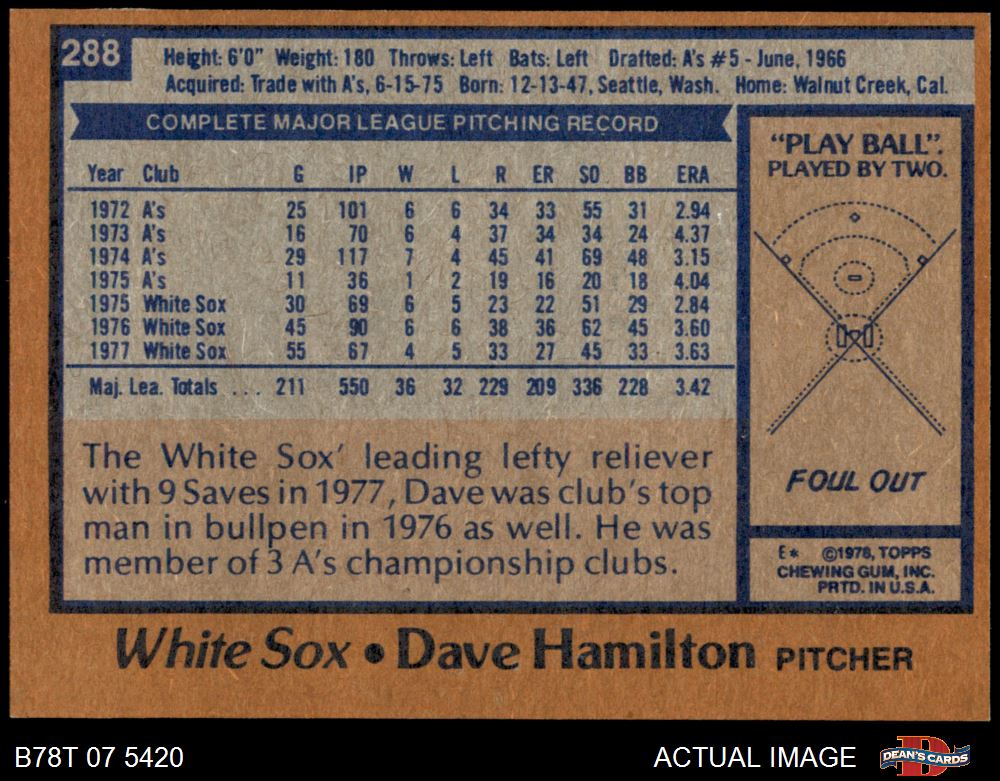 288
Height: 6'0" Weight: 180 Throws: Left Bats: Left Drafted: A's #5 - June, 1966
Acquired: Trade with A's, 6-15-75 Born: 12-13-47, Seattle, Wash. Home: Walnut Creek, Cal.
COMPLETE MAJOR LEAGUE PITCHING RECORD
Year Club G IP W L R ER SO BB ERA
1972 A's 25 101 6 6 34 33 55 31 2.94
1973 A's 16 70 6 4 37 34 34 24 4.37
1974 A's 29 117 7 4 45 41 69 48 3.15
1975 A's 11 36 1 2 19 16 20 18 4.04
1975 White Sox 30 69 6 5 23 22 51 29 2.84
1976 White Sox 45 90 6 6 38 36 62 45 3.60
1977 White Sox 55 67 4 5 33 27 45 33 3.63
Maj. Lea. Totals ... 211 550 36 32 229 209 336 228 3.42
The White Sox' leading lefty reliever
with 9 Saves in 1977, Dave was club's top
man in bullpen in 1976 as well. He was
member of 3 A's championship clubs.
"PLAY BALL".
PLAYED BY TWO.
FOUL OUT
E* ©1978, TOPPS
CHEWING GUM, INC.
PRTD. IN U.S.A.
White Sox • Dave Hamilton PITCHER
B78T 07 5420
ACTUAL IMAGE
DEAN'S CARDS